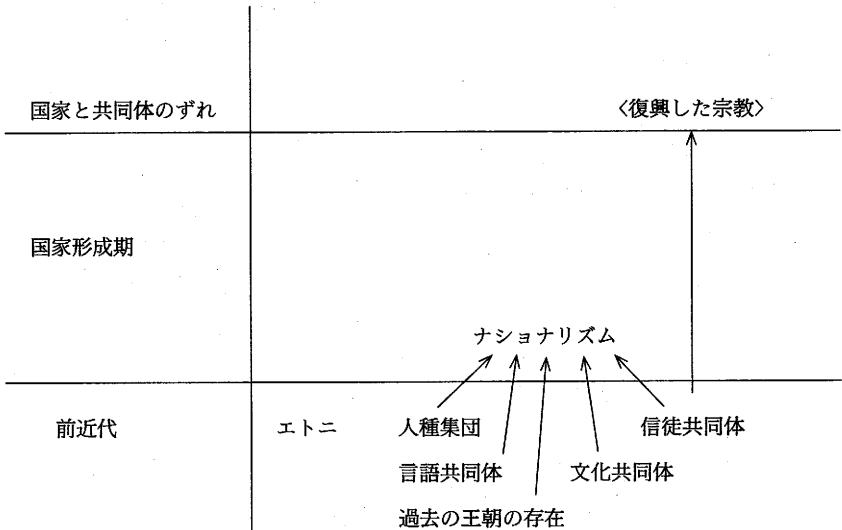 国家と共同体のずれ
〈復興した宗教〉
国家形成期
ナショナリズム
前近代
エトニ
人種集団
信徒共同体
言語共同体
文化共同体
過去の王朝の存在